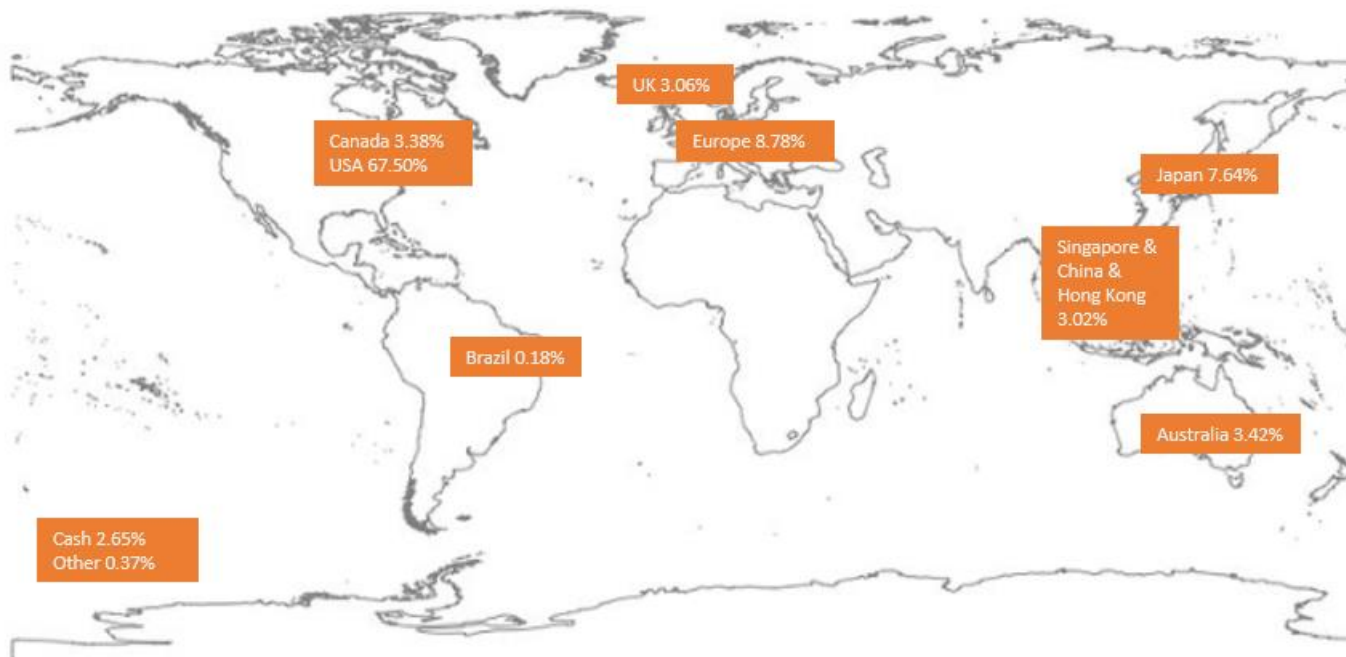 UK 3.06%
Canada 3.38%
USA 67.50%
Europe 8.78%
Japan 7.64%
Singapore &
China &
Hong Kong
3.02%
Brazil 0.18%
Australia 3.42%
Cash 2.65%
Other 0.37%